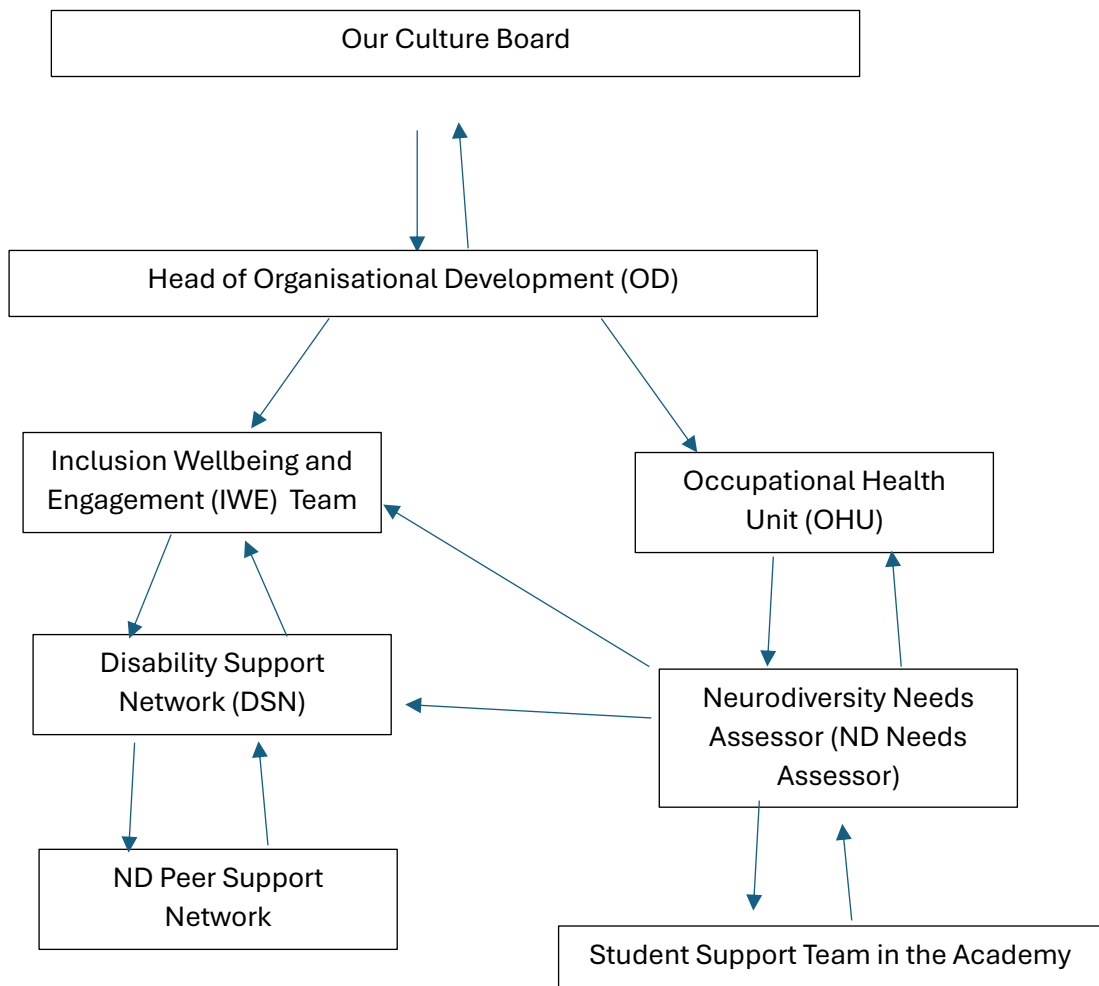 Our Culture Board
Head of Organisational Development (OD)
Inclusion Wellbeing and
Engagement (IWE)  Team
Occupational Health
Unit (OHU)
Disability Support
Network (DSN)
Neurodiversity Needs
Assessor (ND Needs
Assessor)
ND Peer Support
Network
Student Support Team in the Academy